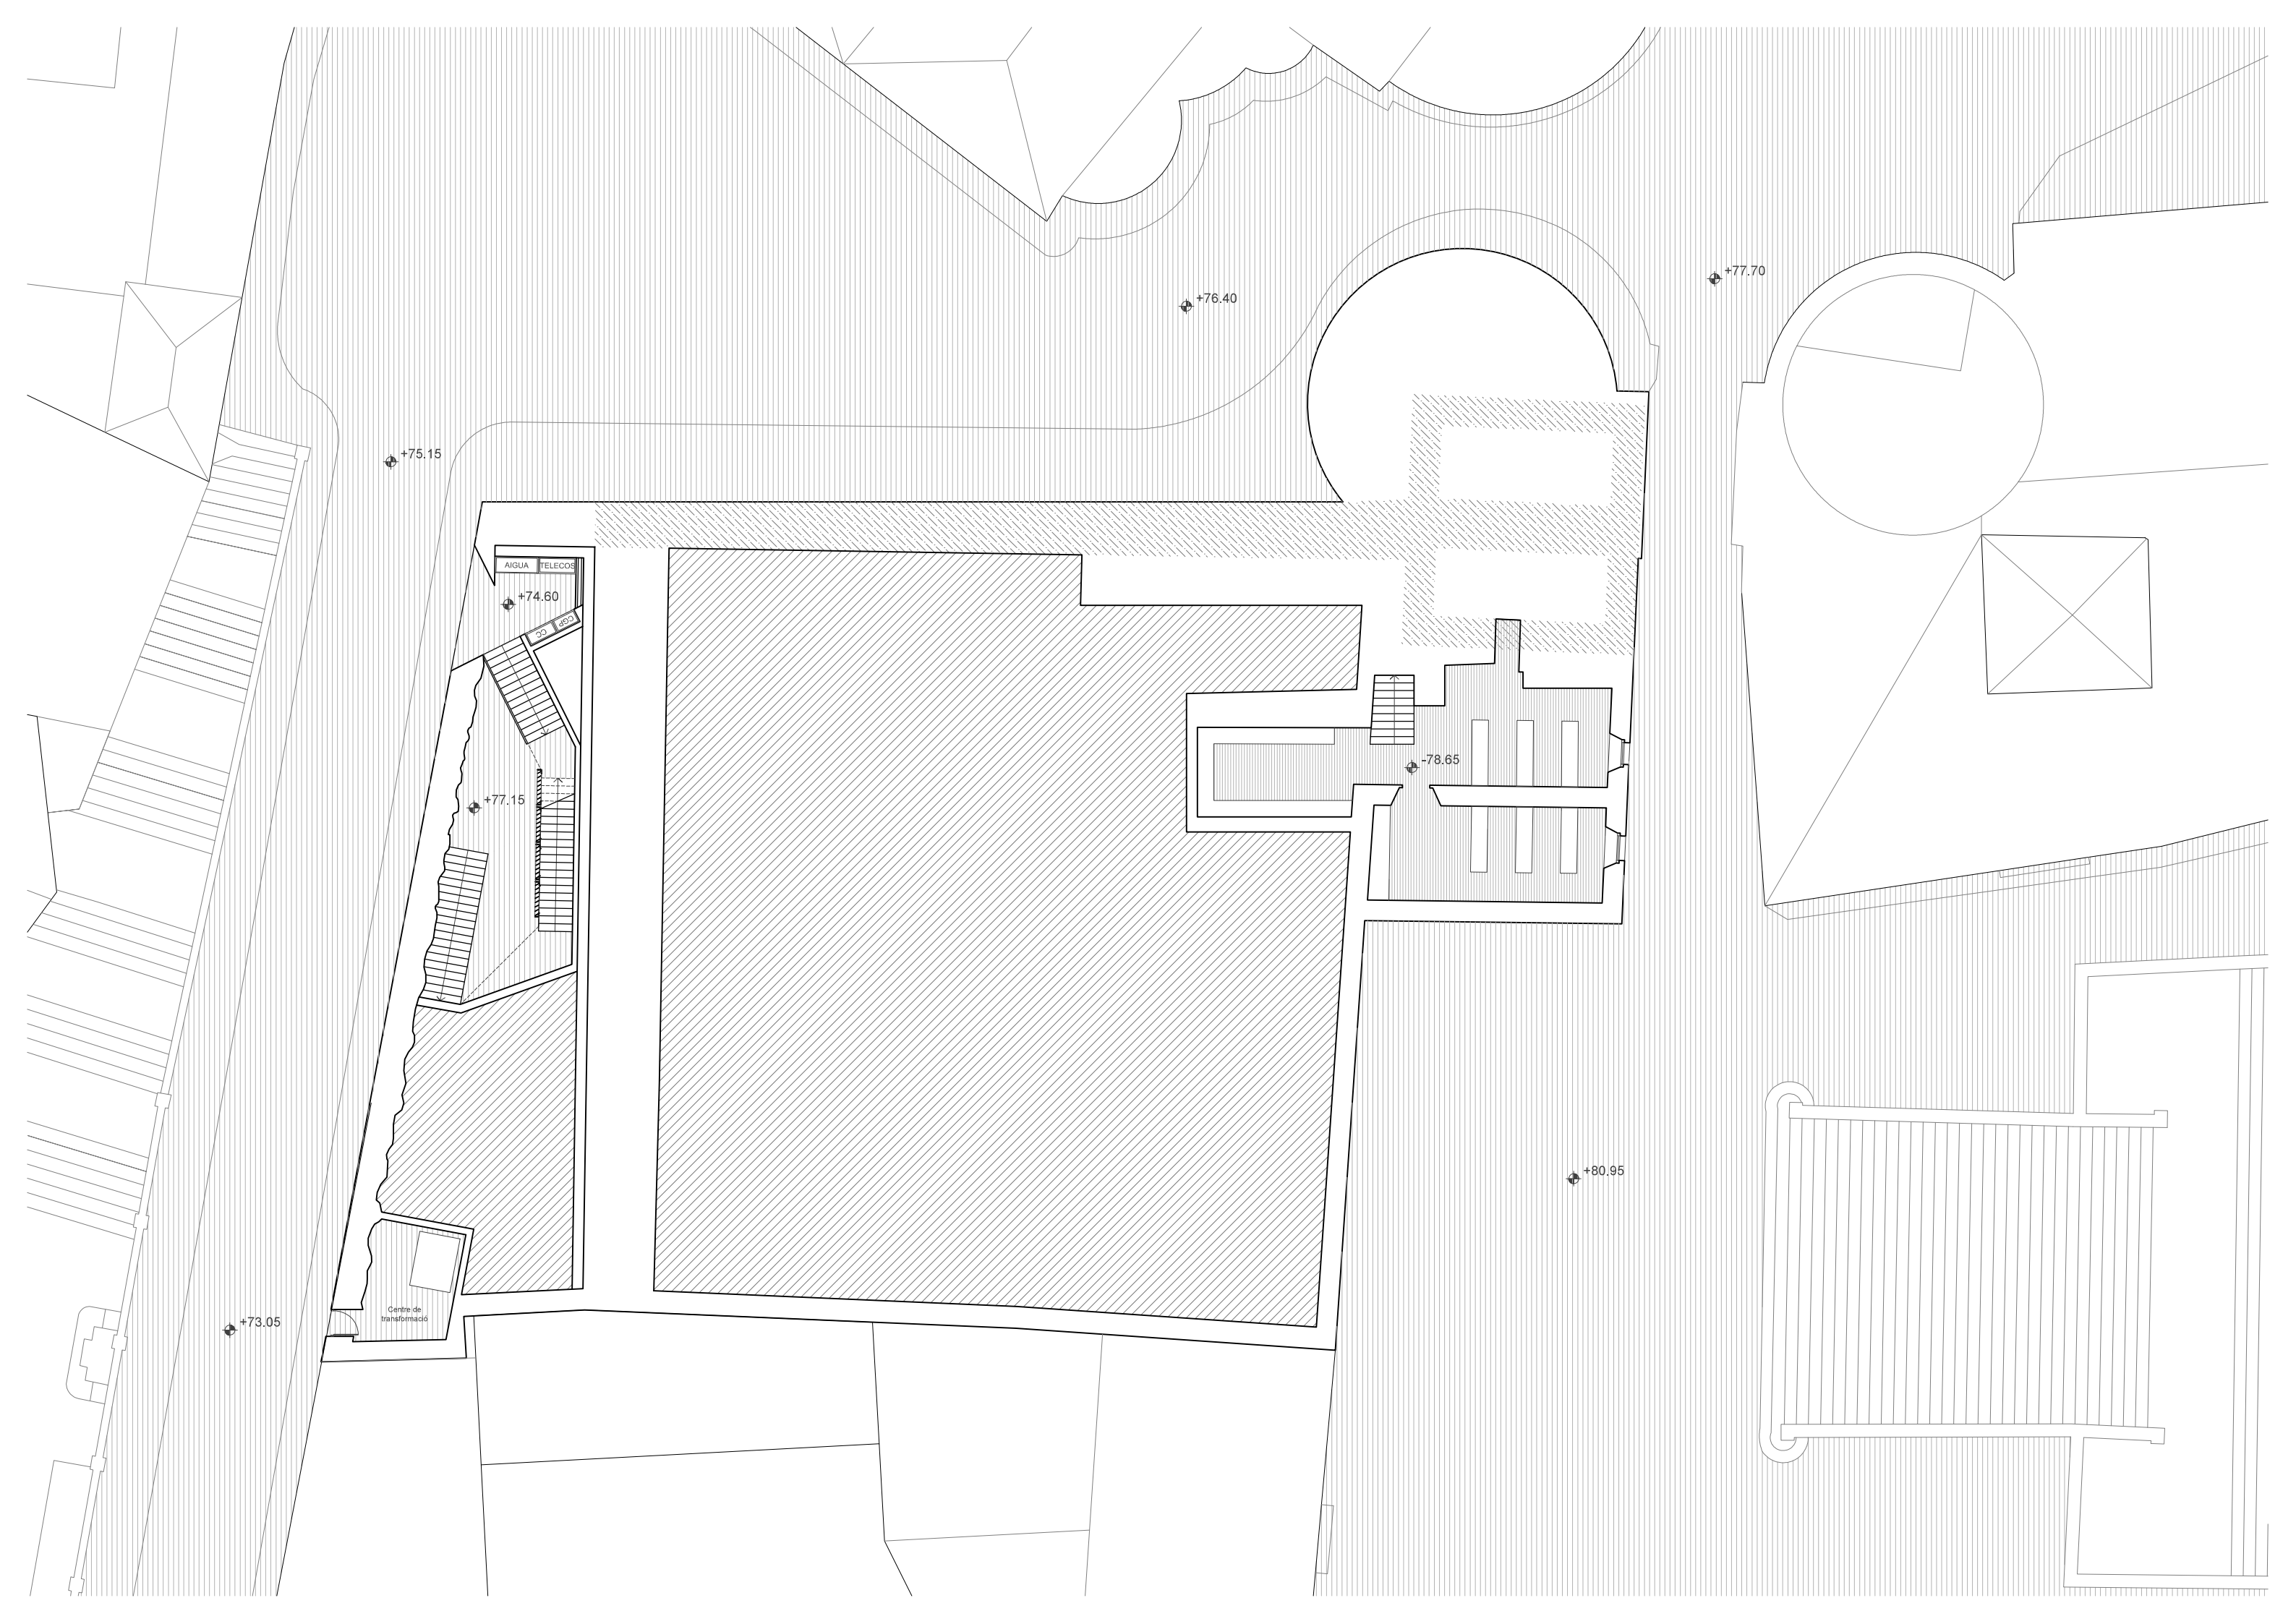 +77.70
+76.40
+75.15
AIGUA TELECOS
+74.60
CC CGP
-78.65
+77.15
+80.95
Centre de
transformació
+73.05